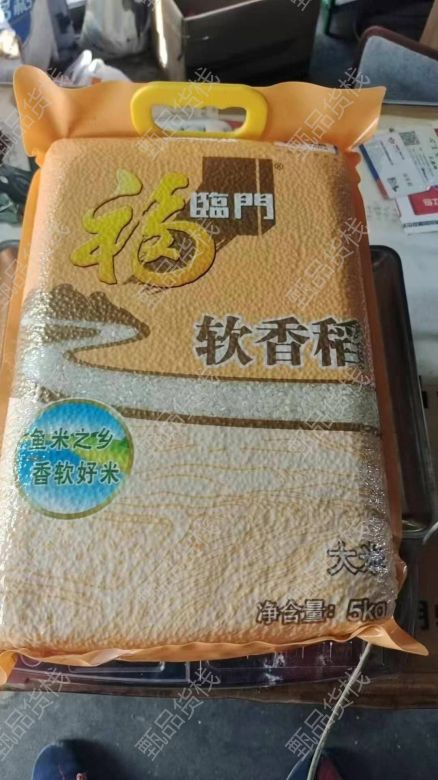 福
臨門®
软香稻
鱼米之乡
香软好米
大米
净含量：5kg
甄品货栈